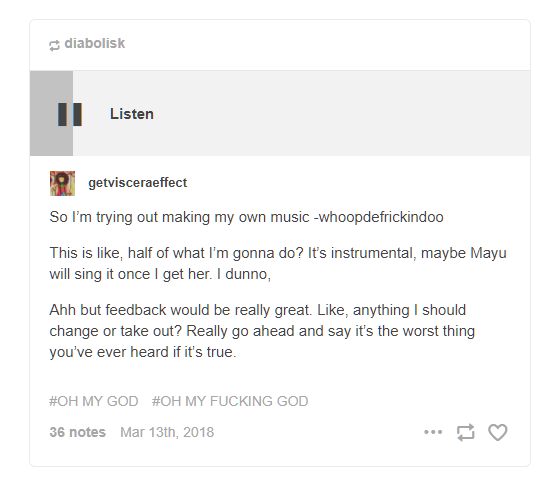 diabolisk
Listen
getvisceraeffect
So I'm trying out making my own music -whoopdefrickindoo
This is like, half of what I'm gonna do? It's instrumental, maybe Mayu
will sing it once I get her. I dunno,
Ahh but feedback would be really great. Like, anything I should
change or take out? Really go ahead and say it's the worst thing
you've ever heard if it's true.
#OH MY GOD #OH MY FUCKING GOD
36 notes Mar 13th, 2018